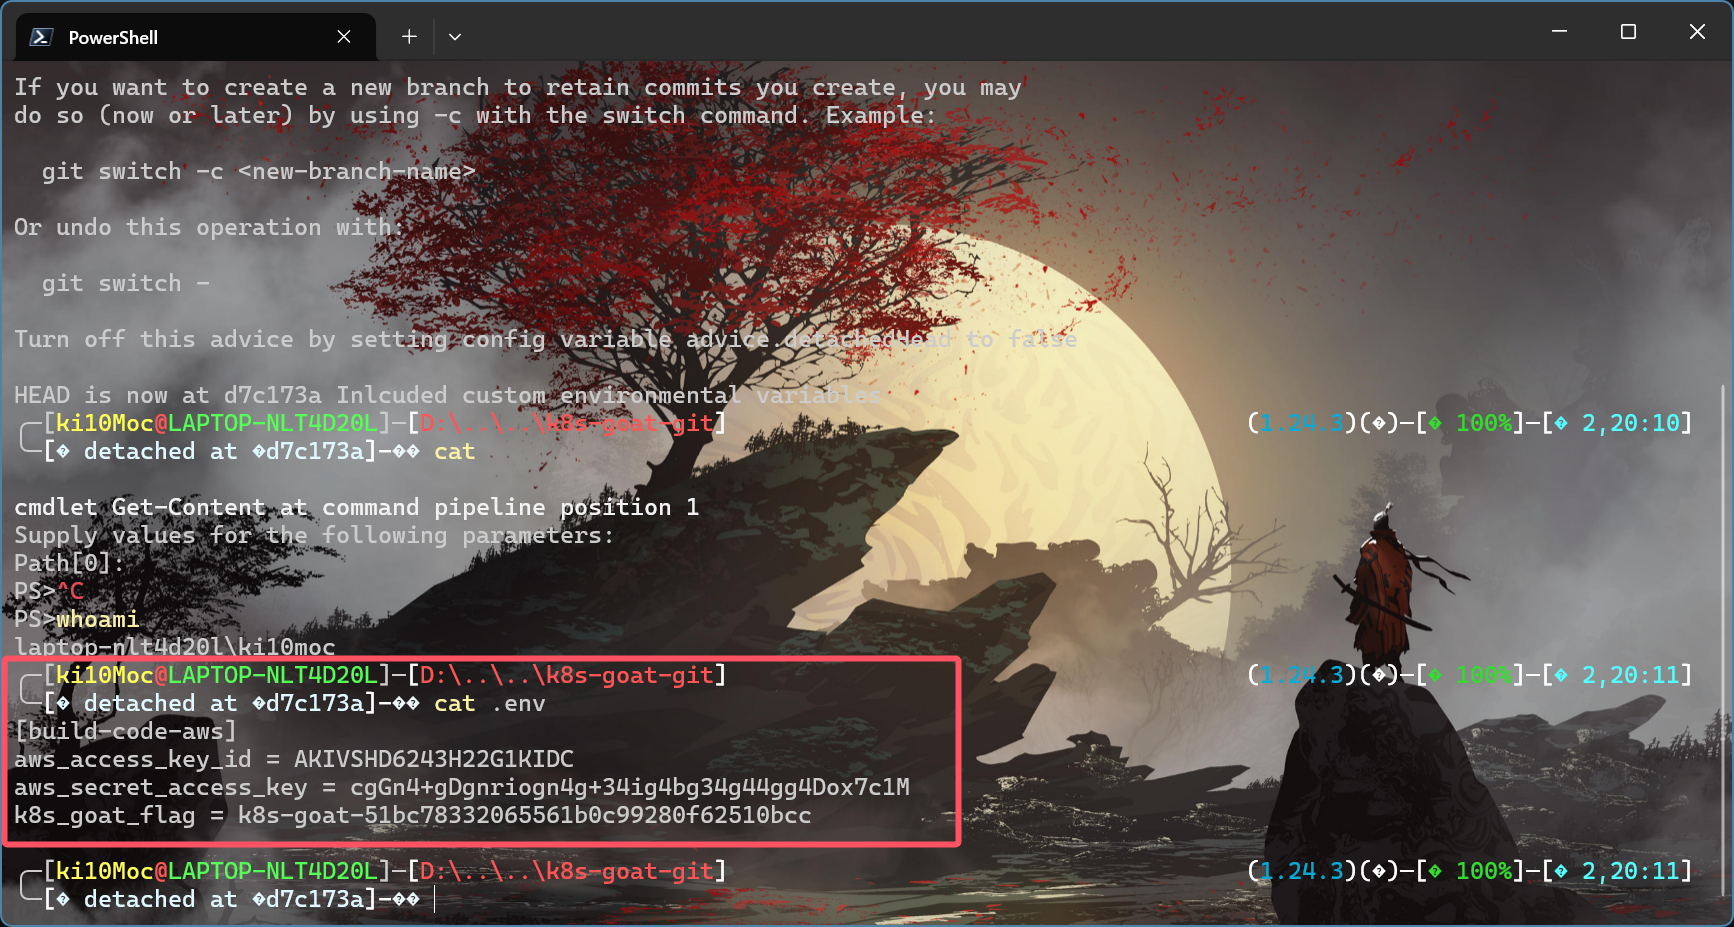 PowerShell
If you want to create a new branch to retain commits you create, you may
do so (now or later) by using -c with the switch command. Example:
git switch -c <new-branch-name>
Or undo this operation with:
git switch -
Turn off this advice by setting config variable advice.detachedHead to false
HEAD is now at d7c173a Inlcuded custom environmental variables
[ki10Moc@LAPTOP-NLT4D20L]-[D:\..\..\k8s-goat-git] (1.24.3)(�)-[� 100%]-[� 2,20:10]
[� detached at �d7c173a]-�� cat
cmdlet Get-Content at command pipeline position 1
Supply values for the following parameters:
Path[0]:
PS>^C
PS>whoami
laptop-nlt4d20l\ki10moc
[ki10Moc@LAPTOP-NLT4D20L]-[D:\..\..\k8s-goat-git] (1.24.3)(�)-[� 100%]-[� 2,20:11]
[� detached at �d7c173a]-�� cat .env
[build-code-aws]
aws_access_key_id = AKIVSHD6243H22G1KIDC
aws_secret_access_key = cgGn4+gDgnriogn4g+34ig4bg34g44gg4Dox7c1M
k8s_goat_flag = k8s-goat-51bc78332065561b0c99280f62510bcc
[ki10Moc@LAPTOP-NLT4D20L]-[D:\..\..\k8s-goat-git] (1.24.3)(�)-[� 100%]-[� 2,20:11]
[� detached at �d7c173a]-��